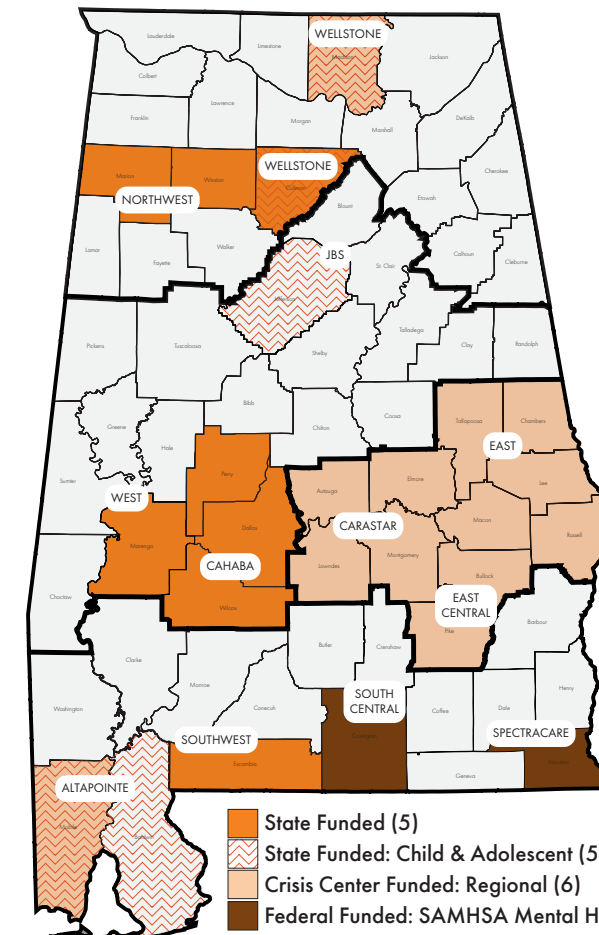 WELLSTONE
Lauderdale
Limestone
Madison
Jackson
Colbert
Lawrence
Franklin
Morgan
Marshall
DeKalb
WELLSTONE
Marion
Winston
Cullman
Cherokee
NORTHWEST
Blount
Etowah
Lamar
Fayette
Walker
JBS
St. Clair
Calhoun
Cleburne
Jefferson
Talladega
Pickens
Tuscaloosa
Shelby
Clay
Randolph
Bibb
Chilton
Coosa
Tallapoosa
Chambers
Greene
Hale
EAST
Sumter
Perry
Autauga
Elmore
Lee
WEST
CARASTAR
Macon
Marengo
Dallas
Montgomery
Russell
CAHABA
Lowndes
Bullock
Choctaw
Wilcox
EAST
CENTRAL
Pike
Barbour
Clarke
Butler
Crenshaw
Monroe
SOUTH
CENTRAL
Henry
Washington
Conecuh
Coffee
Dale
SOUTHWEST
Covington
SPECTRACARE
Escambia
Houston
Geneva
ALTAPOINTE
Mobile
Baldwin
State Funded (5)
State Funded: Child & Adolescent (5
Crisis Center Funded: Regional (6)
Federal Funded: SAMHSA Mental H